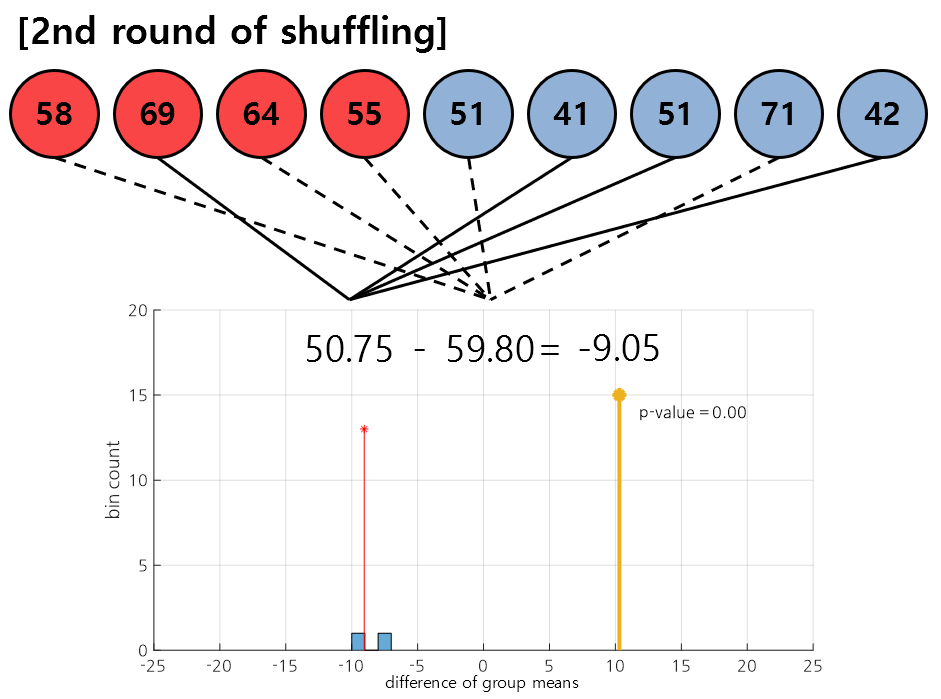 [2nd round of shuffling]
58 69 64 55 51 41 51 71 42
50.75 - 59.80= -9.05
p-value = 0.00
bin count
20
15
10
5
0
-25 -20 -15 -10 -5 0 5 10 15 20 25
difference of group means